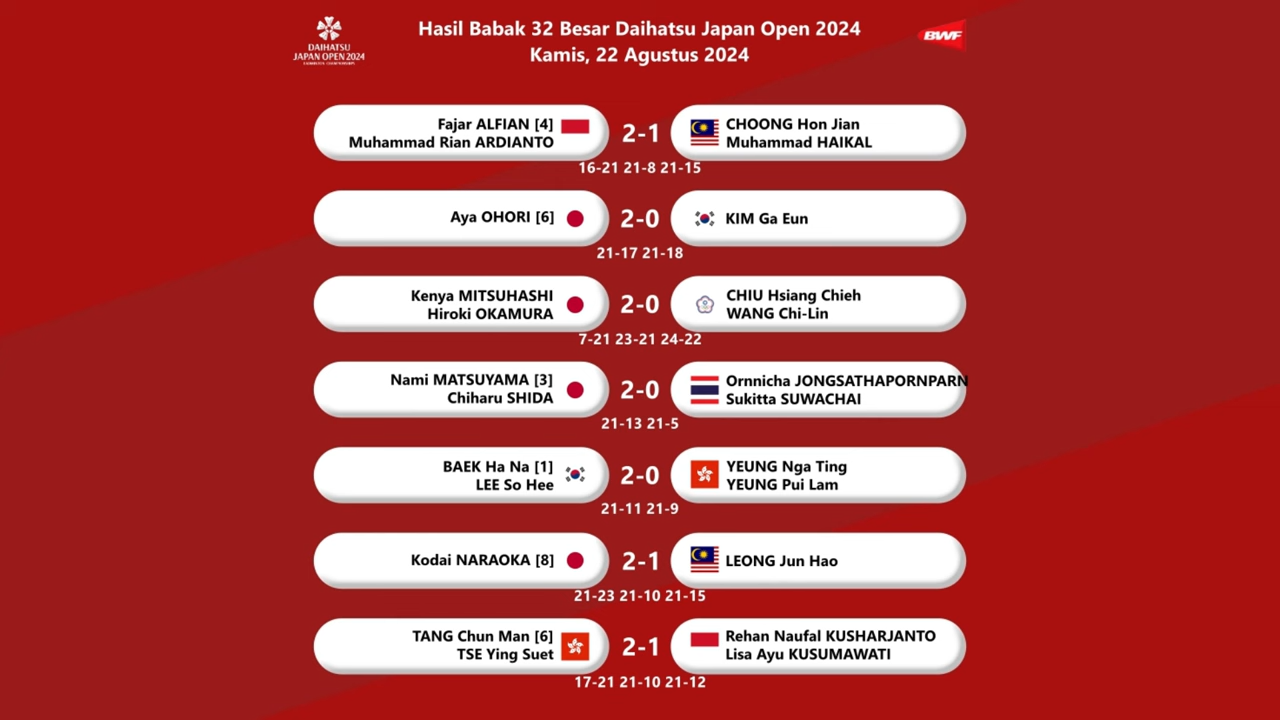 Hasil Babak 32 Besar Daihatsu Japan Open 2024
Kamis, 22 Agustus 2024
DAIHATSU
JAPAN OPEN 2024
BWF
Fajar ALFIAN [4]
Muhammad Rian ARDIANTO
2-1
CHOONG Hon Jian
Muhammad HAIKAL
16-21 21-8 21-15
Aya OHORI [6]
2-0
KIM Ga Eun
21-17 21-18
Kenya MITSUHASHI
Hiroki OKAMURA
2-0
CHIU Hsiang Chieh
WANG Chi-Lin
7-21 23-21 24-22
Nami MATSUYAMA [3]
Chiharu SHIDA
2-0
Ornnicha JONGSATHAPORNPARN
Sukitta SUWACHAI
21-13 21-5
BAEK Ha Na [1]
LEE So Hee
2-0
YEUNG Nga Ting
YEUNG Pui Lam
21-11 21-9
Kodai NARAOKA [8]
2-1
LEONG Jun Hao
21-23 21-10 21-15
TANG Chun Man [6]
TSE Ying Suet
2-1
Rehan Naufal KUSHARJANTO
Lisa Ayu KUSUMAWATI
17-21 21-10 21-12